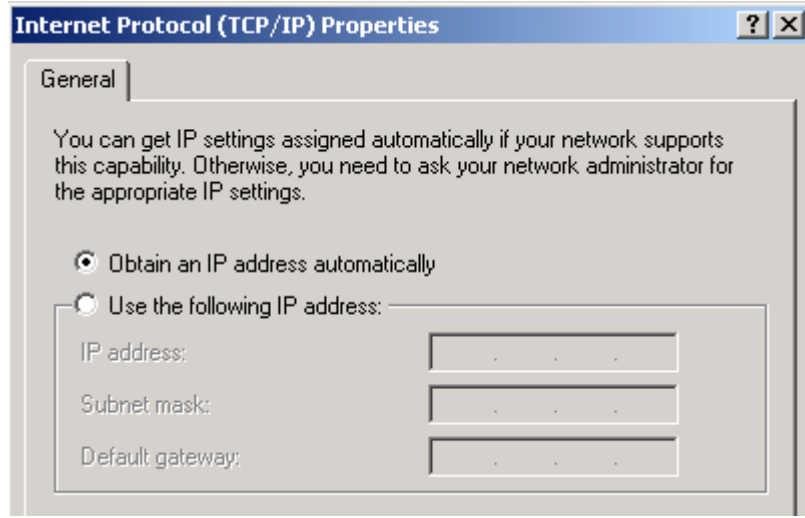 Internet Protocol (TCP/IP) Properties
General
You can get IP settings assigned automatically if your network supports
this capability. Otherwise, you need to ask your network administrator for
the appropriate IP settings.
Obtain an IP address automatically
Use the following IP address:
IP address:
Subnet mask:
Default gateway: